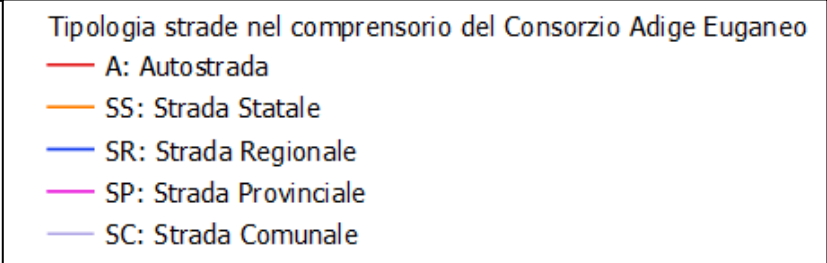 Tipologia strade nel comprensorio del Consorzio Adige Euganeo
A: Autostrada
SS: Strada Statale
SR: Strada Regionale
SP: Strada Provinciale
SC: Strada Comunale